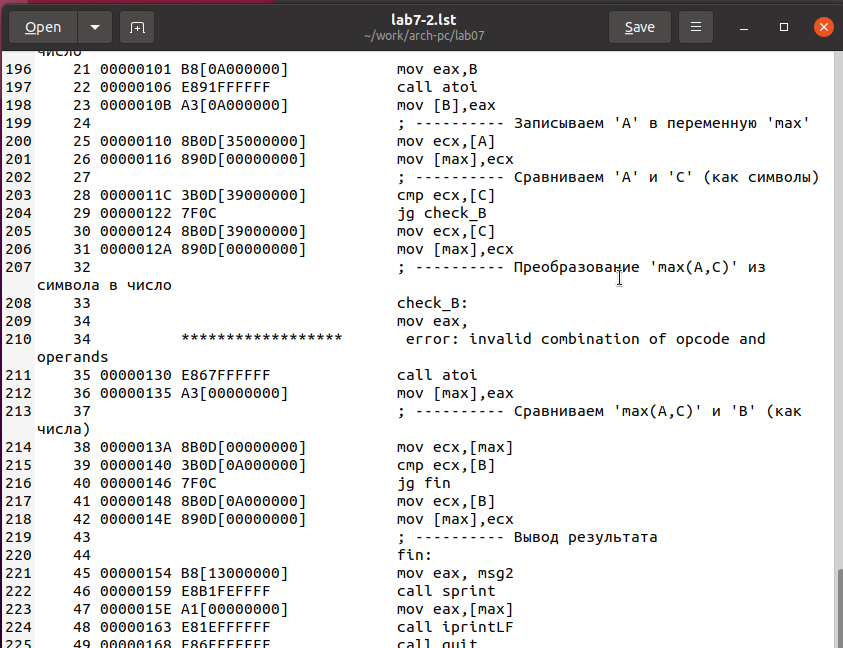 Open
lab7-2.lst
~/work/arch-pc/lab07
Save
число
196 21 00000101 B8[0A000000] mov eax,B
197 22 00000106 E891FFFFFF call atoi
198 23 0000010B A3[0A000000] mov [B],eax
199 24 ; ---------- Записываем 'A' в переменную 'max'
200 25 00000110 8B0D[35000000] mov ecx,[A]
201 26 00000116 890D[00000000] mov [max],ecx
202 27 ; ---------- Сравниваем 'A' и 'C' (как символы)
203 28 0000011C 3B0D[39000000] cmp ecx,[C]
204 29 00000122 7F0C jg check_B
205 30 00000124 8B0D[39000000] mov ecx,[C]
206 31 0000012A 890D[00000000] mov [max],ecx
207 32 ; ---------- Преобразование 'max(A,C)' из
символа в число
208 33 check_B:
209 34 mov eax,
210 34 ****************** error: invalid combination of opcode and
operands
211 35 00000130 E867FFFFFF call atoi
212 36 00000135 A3[00000000] mov [max],eax
213 37 ; ---------- Сравниваем 'max(A,C)' и 'B' (как
числа)
214 38 0000013A 8B0D[00000000] mov ecx,[max]
215 39 00000140 3B0D[0A000000] cmp ecx,[B]
216 40 00000146 7F0C jg fin
217 41 00000148 8B0D[0A000000] mov ecx,[B]
218 42 0000014E 890D[00000000] mov [max],ecx
219 43 ; ---------- Вывод результата
220 44 fin:
221 45 00000154 B8[13000000] mov eax, msg2
222 46 00000159 E8B1FEFFFF call sprint
223 47 0000015E A1[00000000] mov eax,[max]
224 48 00000163 E81EFFFFFF call iprintLF
225 49 00000168 E86FFFFFFF call quit